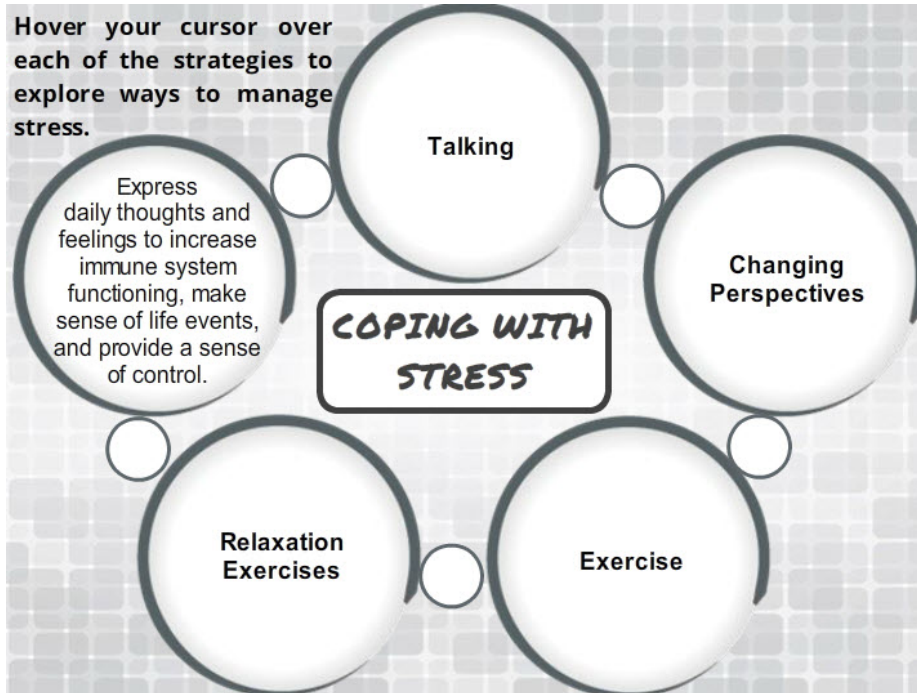 Hover your cursor over
each of the strategies to
explore ways to manage
stress.
Talking
Express
daily thoughts and
feelings to increase
immune system
functioning, make
sense of life events,
and provide a sense
of control.
Changing
Perspectives
COPING WITH
STRESS
Relaxation
Exercises
Exercise